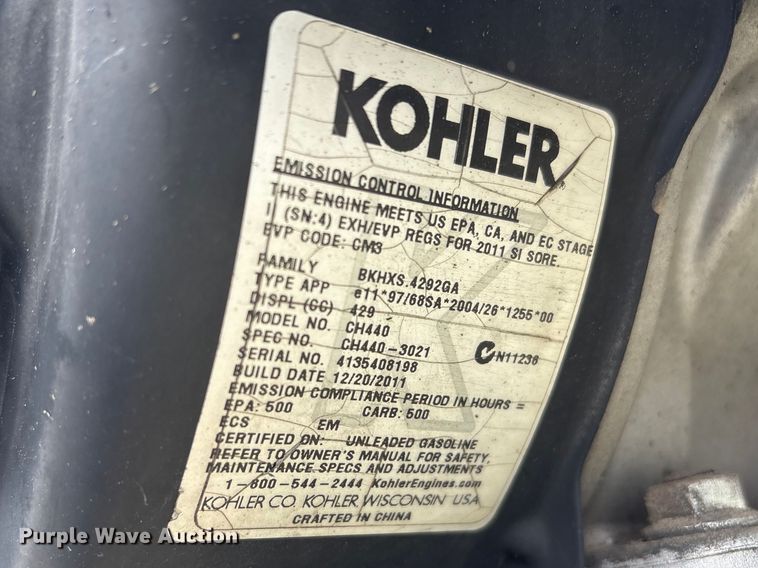 KOHLER
EMISSION CONTROL INFORMATION
THIS ENGINE MEETS US EPA, CA, AND EC STAGE
I (SN:4) EXH/EVP REGS FOR 2011 SI SORE.
EVP CODE: CM3
FAMILY BKHXS.4292GA
TYPE APP e11*97/68SA*2004/26*1255*00
DISPL (CC) 429
MODEL NO. CH440
SPEC NO. CH440-3021
N11236
SERIAL NO. 4135408198
BUILD DATE 12/20/2011
EMISSION COMPLIANCE PERIOD IN HOURS =
EPA: 500 CARB: 500
ECS EM
CERTIFIED ON: UNLEADED GASOLINE
REFER TO OWNER'S MANUAL FOR SAFETY,
MAINTENANCE SPECS AND ADJUSTMENTS
1-800-544-2444 KohlerEngines.com
KOHLER CO. KOHLER, WISCONSIN USA
CRAFTED IN CHINA
Purple Wave Auction